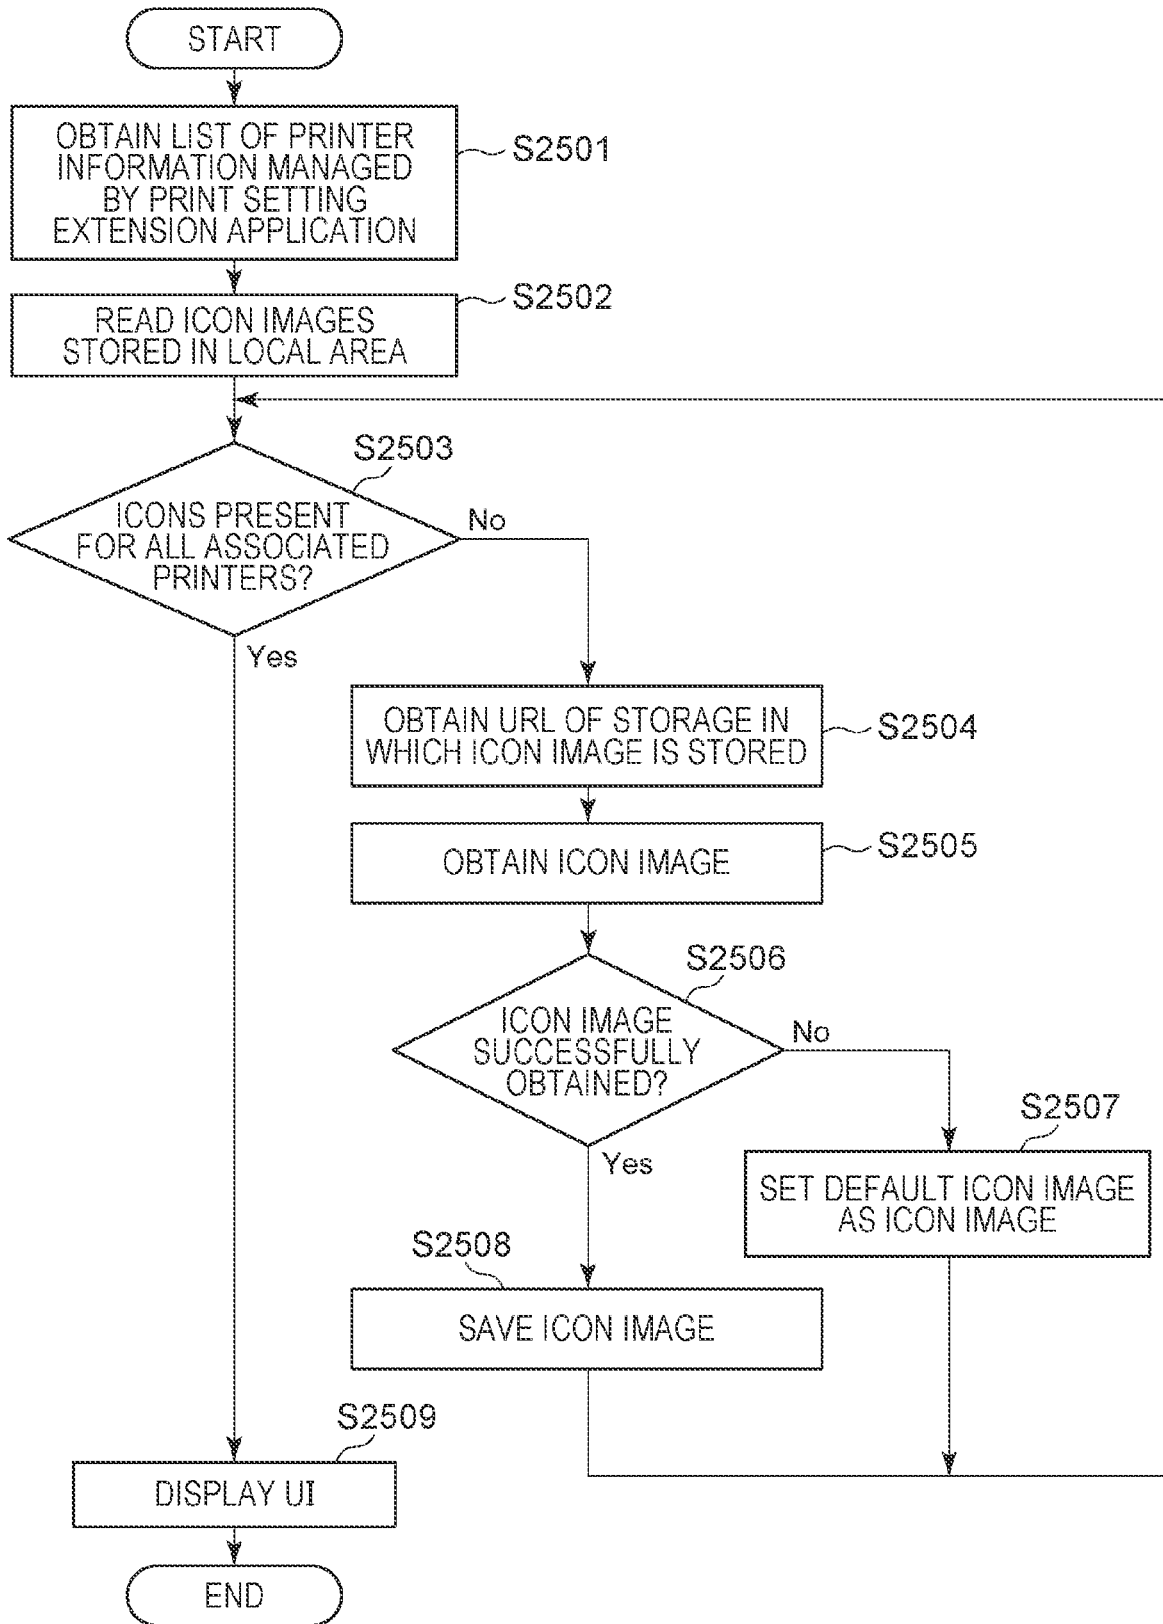 START
OBTAIN LIST OF PRINTER
INFORMATION MANAGED
BY PRINT SETTING
EXTENSION APPLICATION
S2501
READ ICON IMAGES
STORED IN LOCAL AREA
S2502
S2503
ICONS PRESENT
FOR ALL ASSOCIATED
PRINTERS?
No
Yes
OBTAIN URL OF STORAGE IN
WHICH ICON IMAGE IS STORED
S2504
OBTAIN ICON IMAGE
S2505
S2506
ICON IMAGE
SUCCESSFULLY
OBTAINED?
No
Yes
S2507
SET DEFAULT ICON IMAGE
AS ICON IMAGE
S2508
SAVE ICON IMAGE
S2509
DISPLAY UI
END